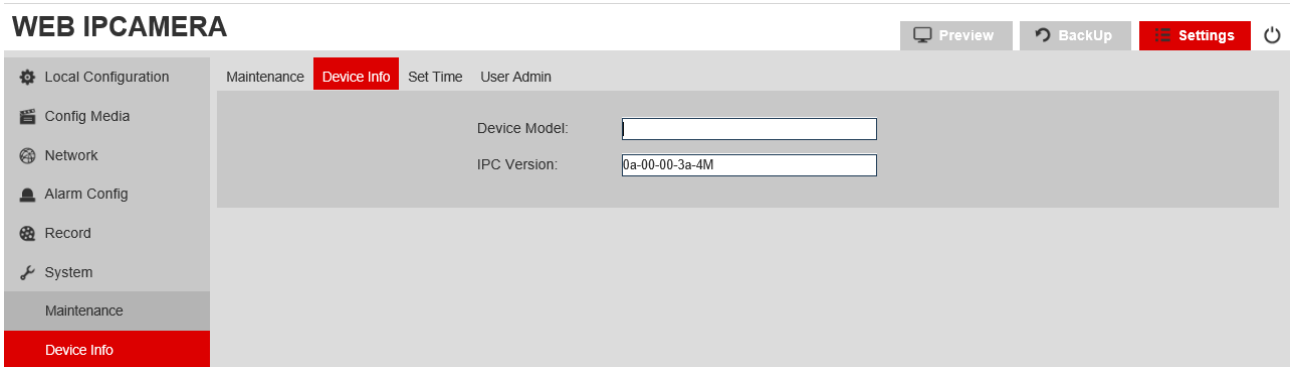 WEB IPCAMERA
Preview
BackUp
Settings
Local Configuration
Config Media
Network
Alarm Config
Record
System
Maintenance
Device Info
Maintenance Device Info Set Time User Admin
Device Model:
IPC Version: 0a-00-00-3a-4M